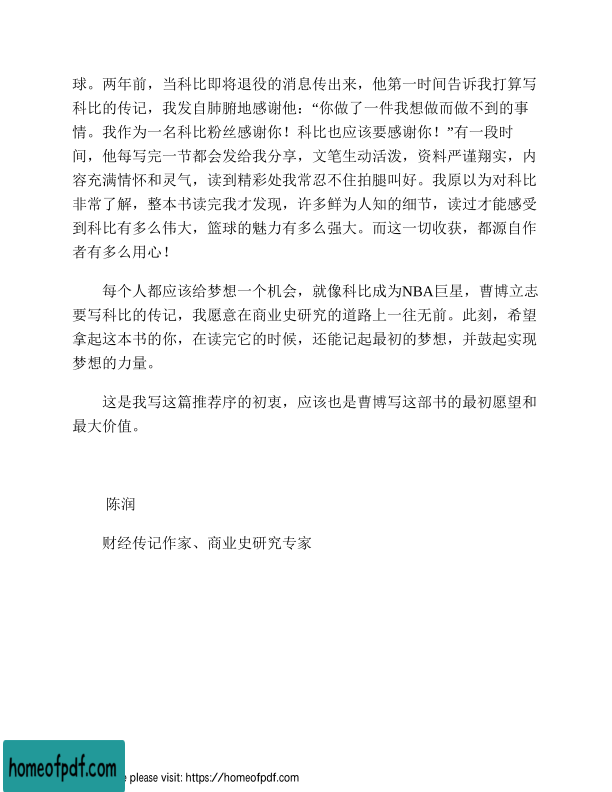 球。两年前，当科比即将退役的消息传出来，他第一时间告诉我打算写
科比的传记，我发自肺腑地感谢他：“你做了一件我想做而做不到的事
情。我作为一名科比粉丝感谢你！科比也应该要感谢你！”有一段时
间，他每写完一节都会发给我分享，文笔生动活泼，资料严谨翔实，内
容充满情怀和灵气，读到精彩处我常忍不住拍腿叫好。我原以为对科比
非常了解，整本书读完我才发现，许多鲜为人知的细节，读过才能感受
到科比有多么伟大，篮球的魅力有多么强大。而这一切收获，都源自作
者有多么用心！
每个人都应该给梦想一个机会，就像科比成为NBA巨星，曹博立志
要写科比的传记，我愿意在商业史研究的道路上一往无前。此刻，希望
拿起这本书的你，在读完它的时候，还能记起最初的梦想，并鼓起实现
梦想的力量。
这是我写这篇推荐序的初衷，应该也是曹博写这部书的最初愿望和
最大价值。
陈润
财经传记作家、商业史研究专家
homeofpdf.com
please visit: https://homeofpdf.com